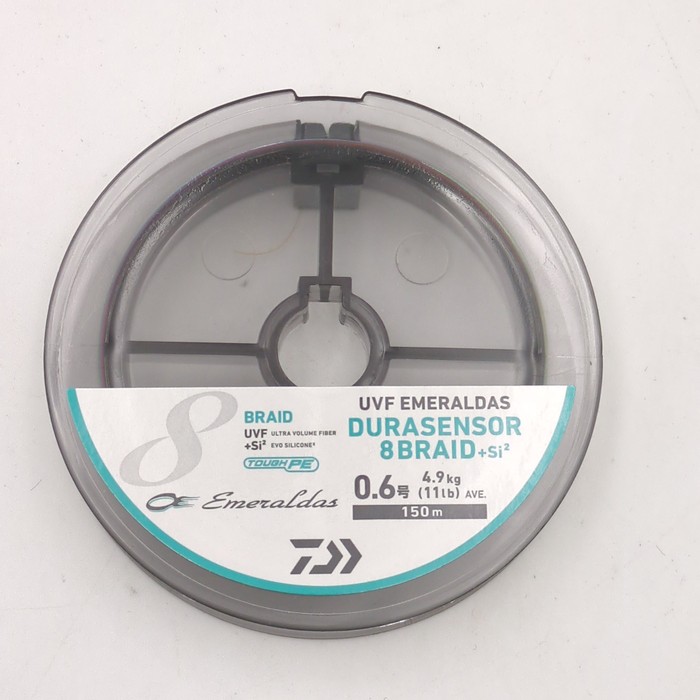 8
BRAID
UVF ULTRA VOLUME FIBER
+Si² EVO SILICONE²
TOUGH PE
Emeraldas
UVF EMERALDAS
DURASENSOR
8BRAID+Si²
0.6号 4.9kg (11lb) AVE.
150m